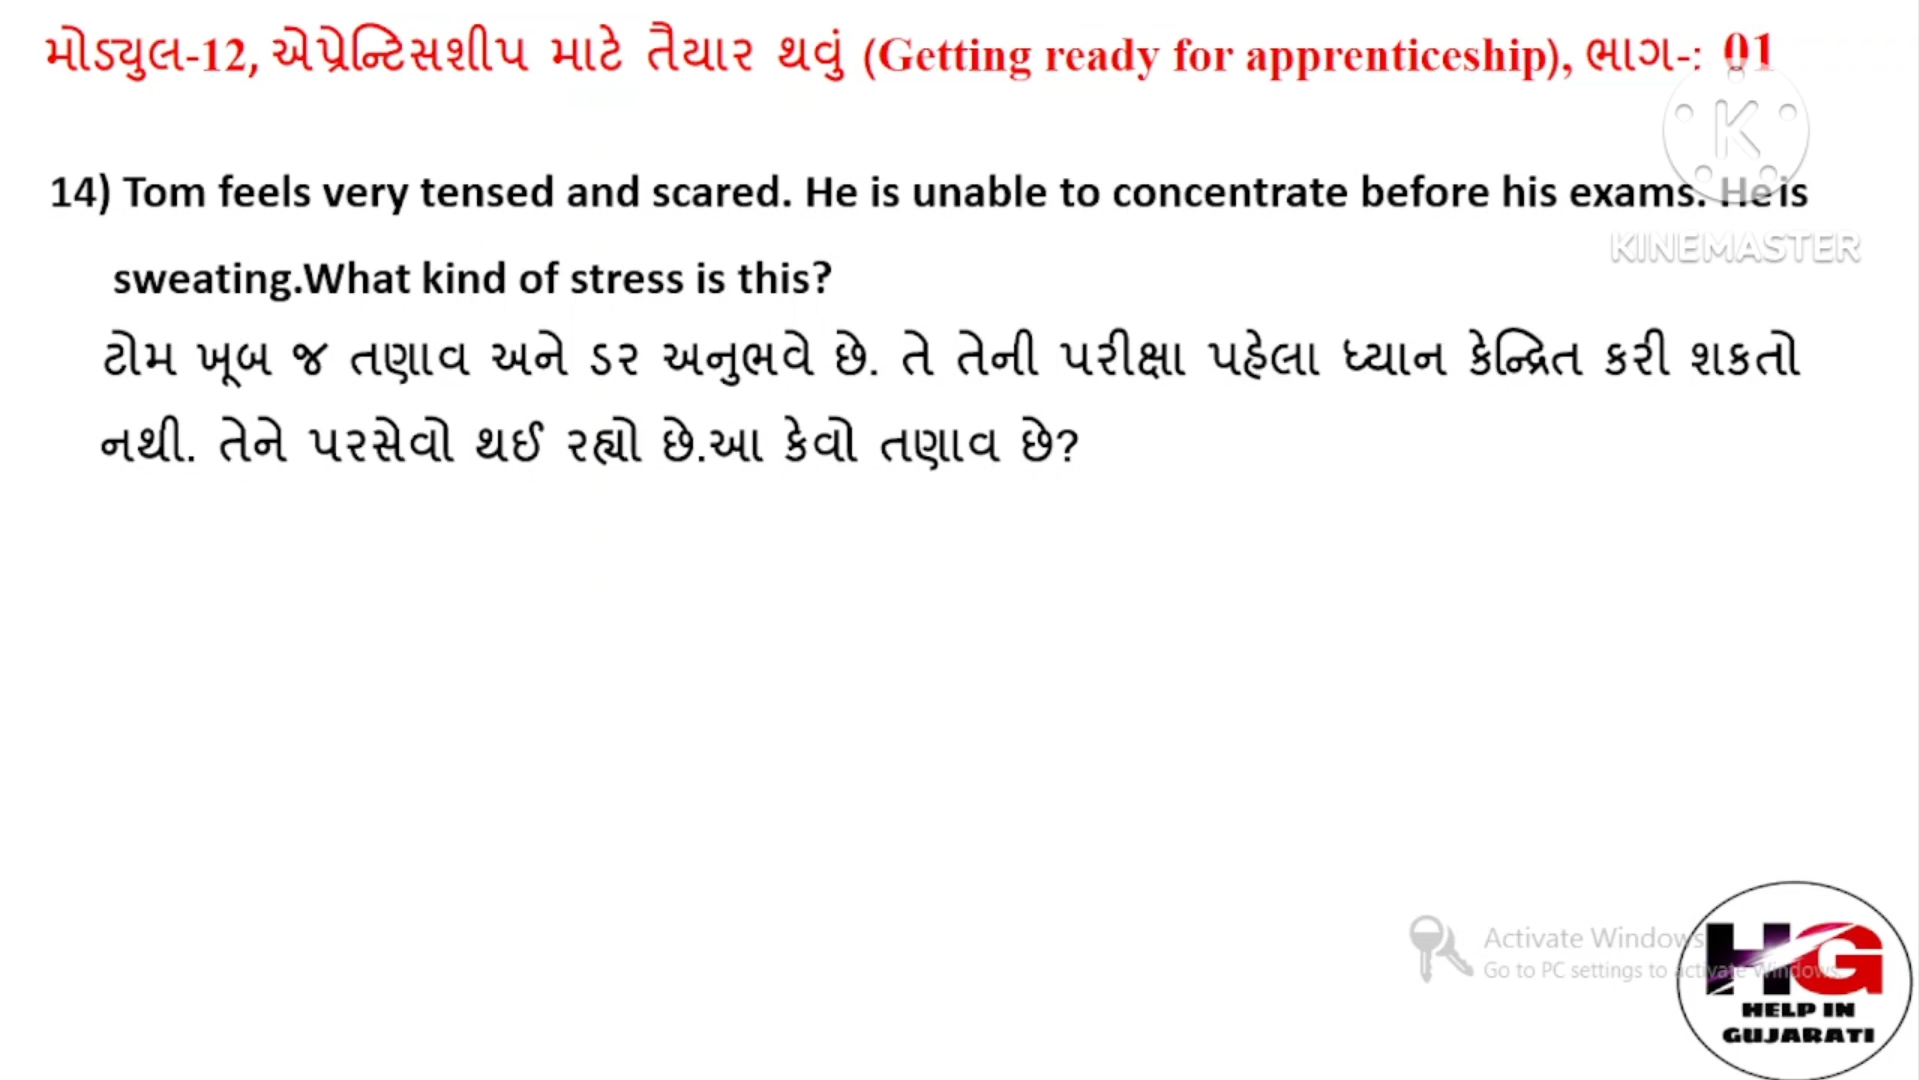 મોડ્યુલ-12, એપ્રેન્ટિસશીપ માટે તૈયાર થવું (Getting ready for apprenticeship), ભાગ-: 01
K
14) Tom feels very tensed and scared. He is unable to concentrate before his exams. He is
KINEMASTER
sweating.What kind of stress is this?
ટોમ ખૂબ જ તણાવ અને ડર અનુભવે છે. તે તેની પરીક્ષા પહેલા ધ્યાન કેન્દ્રિત કરી શકતો
નથી. તેને પરસેવો થઈ રહ્યો છે.આ કેવો તણાવ છે?
Activate Windows
Go to PC settings to activate Windows.
HG
HELP IN
GUJARATI